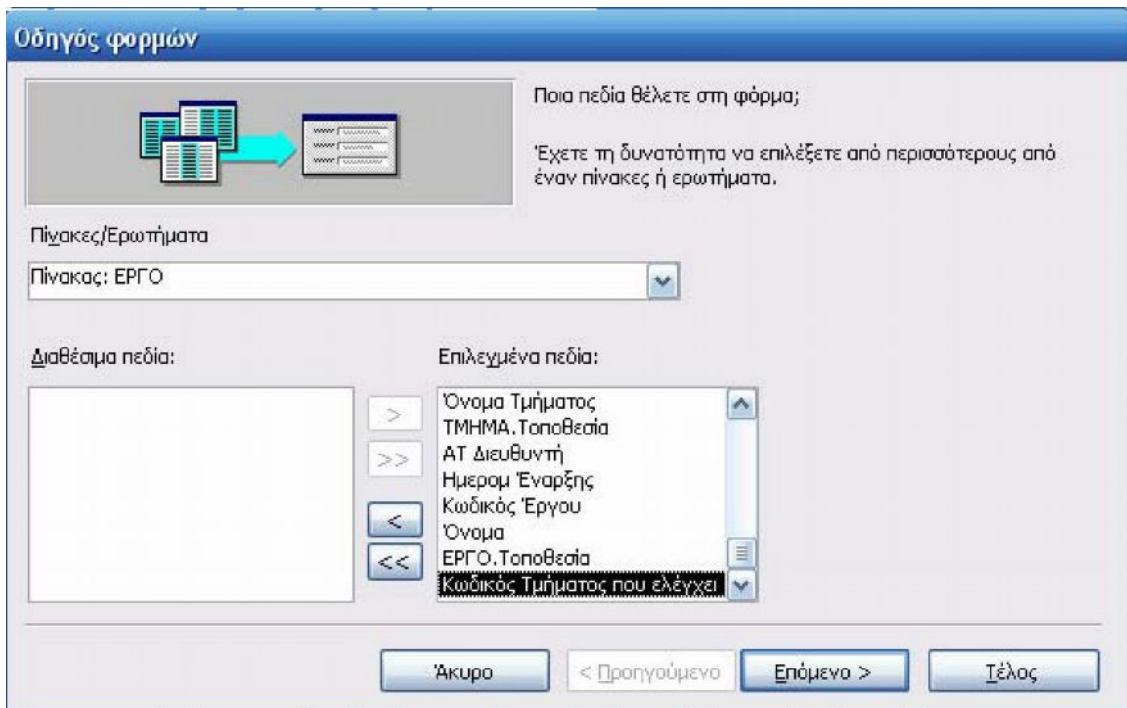 Οδηγός φορμών
Ποια πεδία θέλετε στη φόρμα;
Έχετε τη δυνατότητα να επιλέξετε από περισσότερους από
έναν πίνακες ή ερωτήματα.
Πίνακες/Ερωτήματα
Πίνακας: ΕΡΓΟ
Διαθέσιμα πεδία:
Επιλεγμένα πεδία:
>
>>
<
<<
Όνομα Τμήματος
ΤΜΗΜΑ.Τοποθεσία
ΑΤ Διευθυντή
Ημερομ Έναρξης
Κωδικός Έργου
Όνομα
ΕΡΓΟ.Τοποθεσία
Κωδικός Τμήματος που ελέγχει
Άκυρο
< Προηγούμενο
Επόμενο >
Τέλος